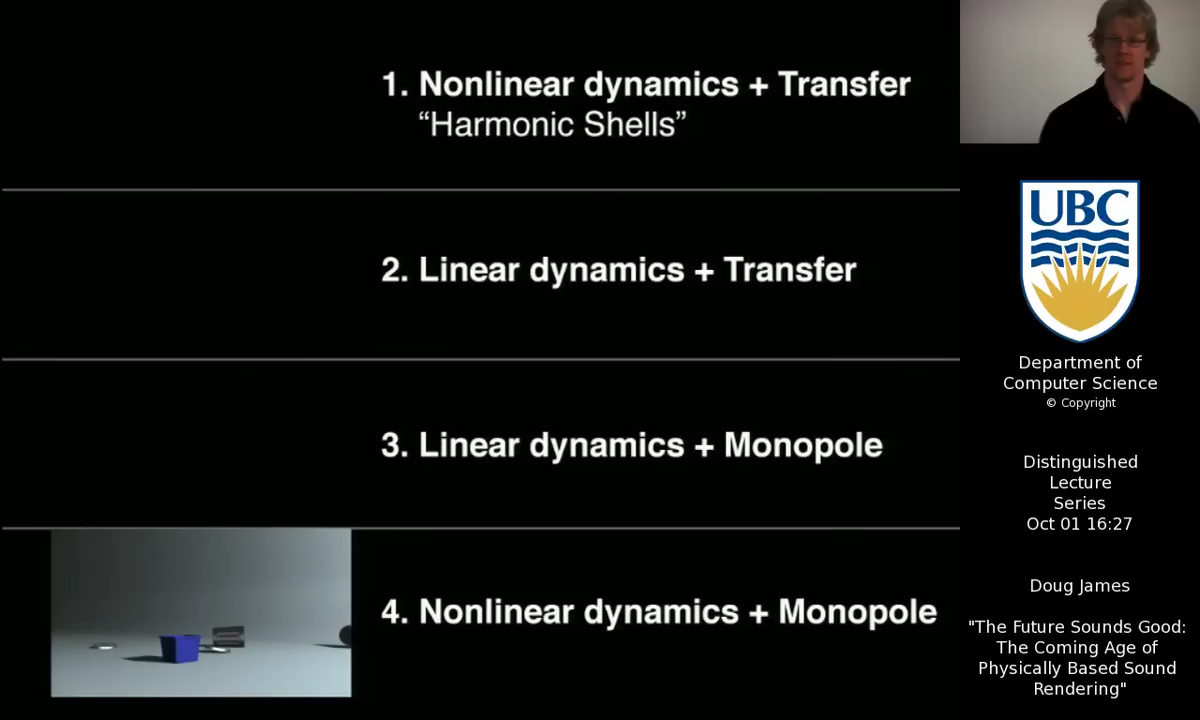 1. Nonlinear dynamics + Transfer
“Harmonic Shells”
2. Linear dynamics + Transfer
3. Linear dynamics + Monopole
4. Nonlinear dynamics + Monopole
UBC
Department of
Computer Science
© Copyright
Distinguished
Lecture
Series
Oct 01 16:27
Doug James
"The Future Sounds Good:
The Coming Age of
Physically Based Sound
Rendering"